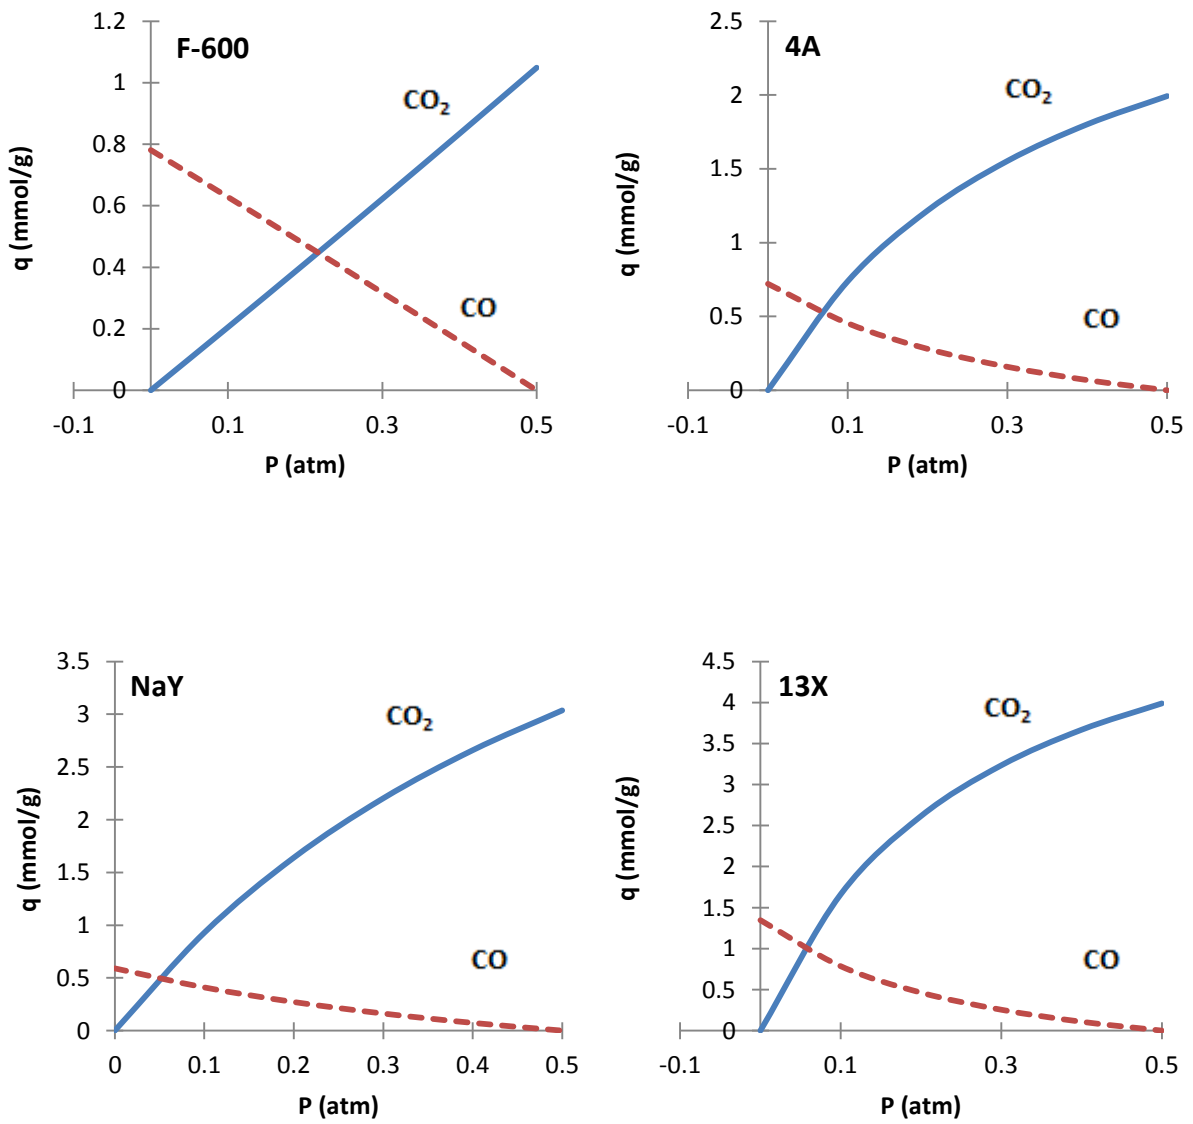 F-600
q (mmol/g)
1.2
1
0.8
0.6
0.4
0.2
0
-0.1 0.1 0.3 0.5
P (atm)
CO₂
CO
4A
q (mmol/g)
2.5
2
1.5
1
0.5
0
-0.1 0.1 0.3 0.5
P (atm)
CO₂
CO
NaY
q (mmol/g)
3.5
3
2.5
2
1.5
1
0.5
0
0 0.1 0.2 0.3 0.4 0.5
P (atm)
CO₂
CO
13X
q (mmol/g)
4.5
4
3.5
3
2.5
2
1.5
1
0.5
0
-0.1 0.1 0.3 0.5
P (atm)
CO₂
CO